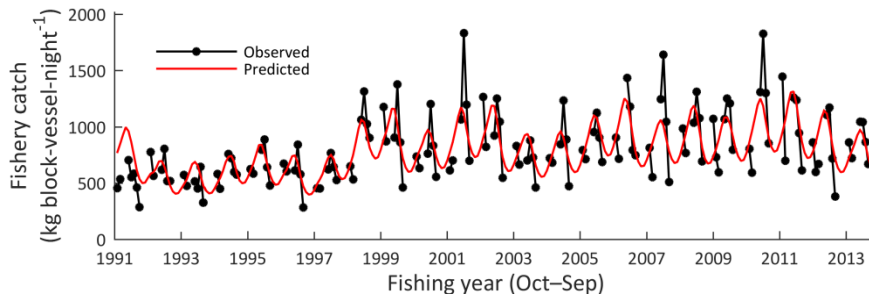 2000
1500
1000
500
0
Fishery catch
(kg block-vessel-night⁻¹)
Observed
Predicted
1991 1993 1995 1997 1999 2001 2003 2005 2007 2009 2011 2013
Fishing year (Oct–Sep)